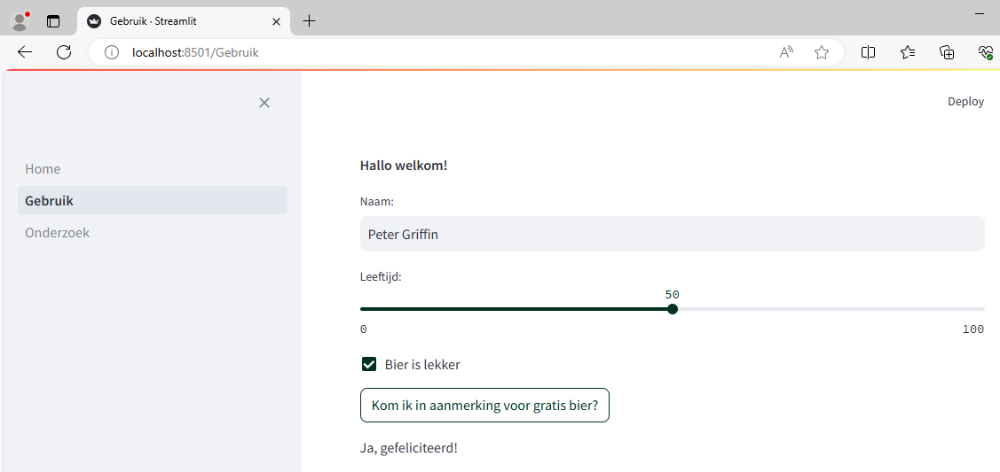 Gebruik · Streamlit
localhost:8501/Gebruik
Deploy
Home
Gebruik
Onderzoek
Hallo welkom!
Naam:
Peter Griffin
Leeftijd:
50
0 100
Bier is lekker
Kom ik in aanmerking voor gratis bier?
Ja, gefeliciteerd!